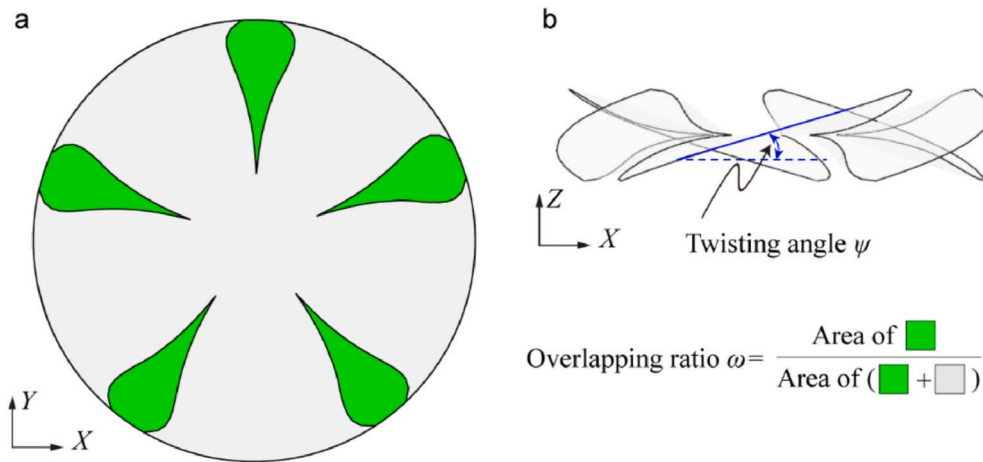 a
b
Z
X
Twisting angle ψ
Y
X
Overlapping ratio ω=
Area of
Area of ( + )